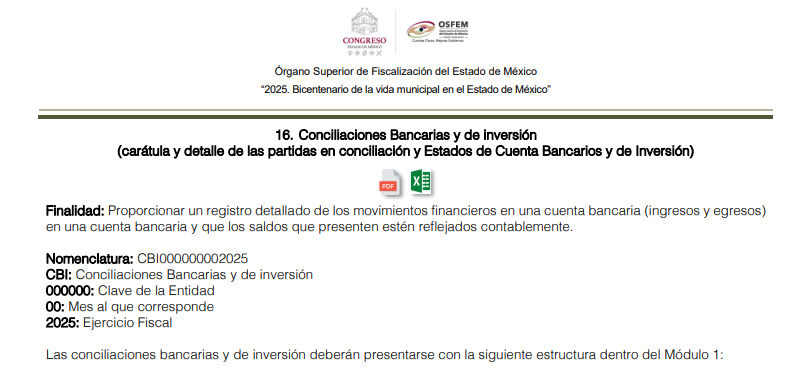 CONGRESO
ESTADO DE MÉXICO
OSFEM
Cuentas Claras, Mejores Gobiernos
Órgano Superior de Fiscalización del Estado de México
“2025. Bicentenario de la vida municipal en el Estado de México”
16. Conciliaciones Bancarias y de inversión
(carátula y detalle de las partidas en conciliación y Estados de Cuenta Bancarios y de Inversión)
PDF
X
Finalidad: Proporcionar un registro detallado de los movimientos financieros en una cuenta bancaria (ingresos y egresos)
en una cuenta bancaria y que los saldos que presenten estén reflejados contablemente.
Nomenclatura: CBI000000002025
CBI: Conciliaciones Bancarias y de inversión
000000: Clave de la Entidad
00: Mes al que corresponde
2025: Ejercicio Fiscal
Las conciliaciones bancarias y de inversión deberán presentarse con la siguiente estructura dentro del Módulo 1: